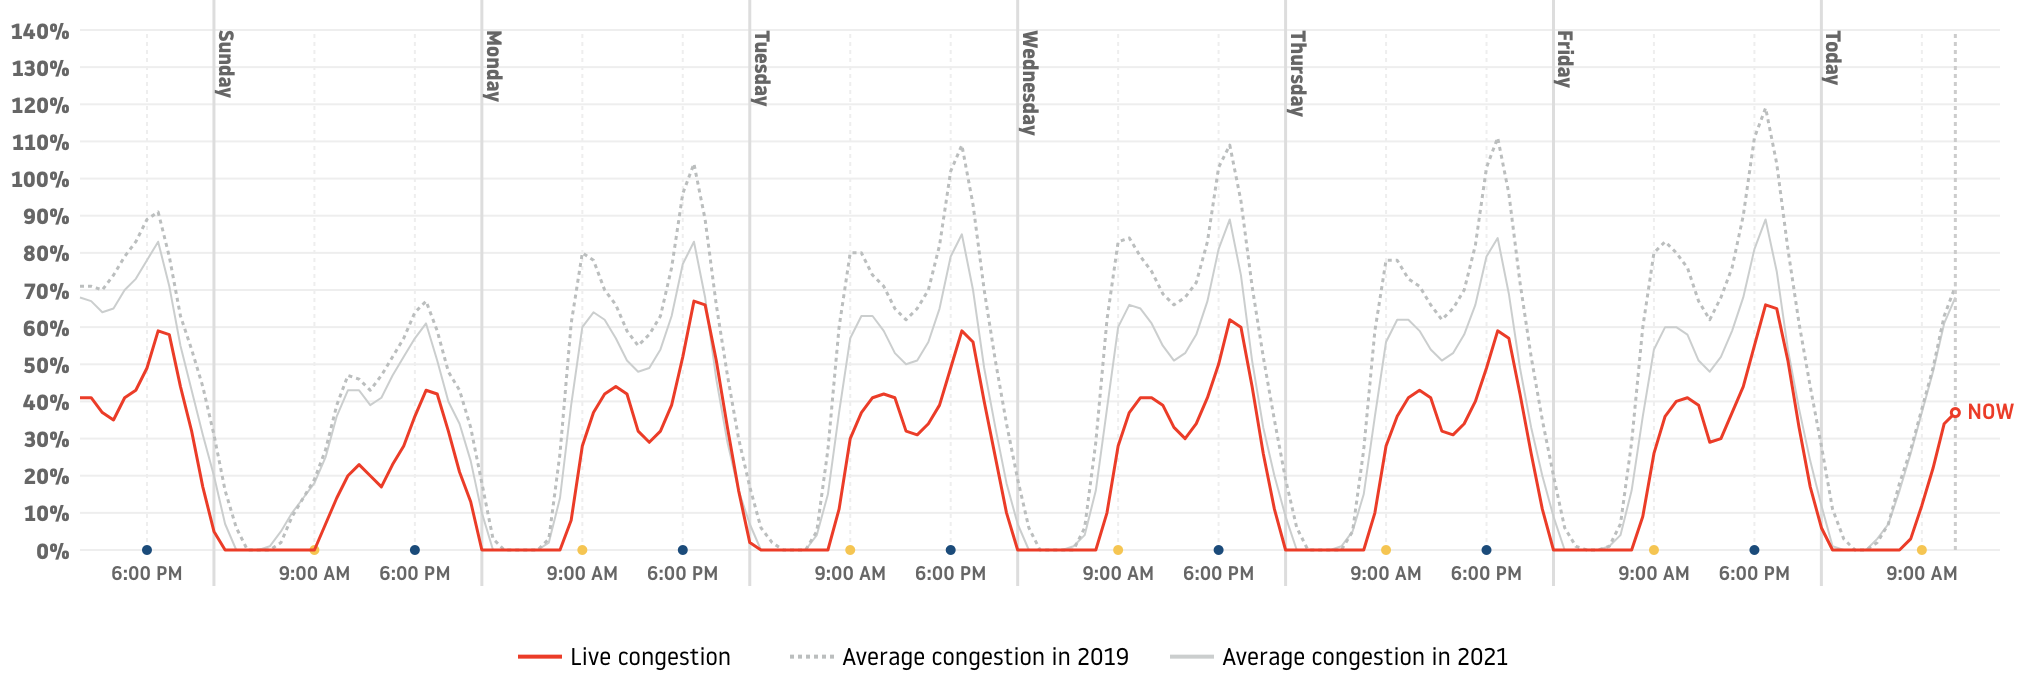 140%
130%
120%
110%
100%
90%
80%
70%
60%
50%
40%
30%
20%
10%
0%
Sunday
Monday
Tuesday
Wednesday
Thursday
Friday
Today
NOW
6:00 PM
9:00 AM
6:00 PM
9:00 AM
6:00 PM
9:00 AM
6:00 PM
9:00 AM
6:00 PM
9:00 AM
6:00 PM
9:00 AM
6:00 PM
9:00 AM
Live congestion
Average congestion in 2019
Average congestion in 2021